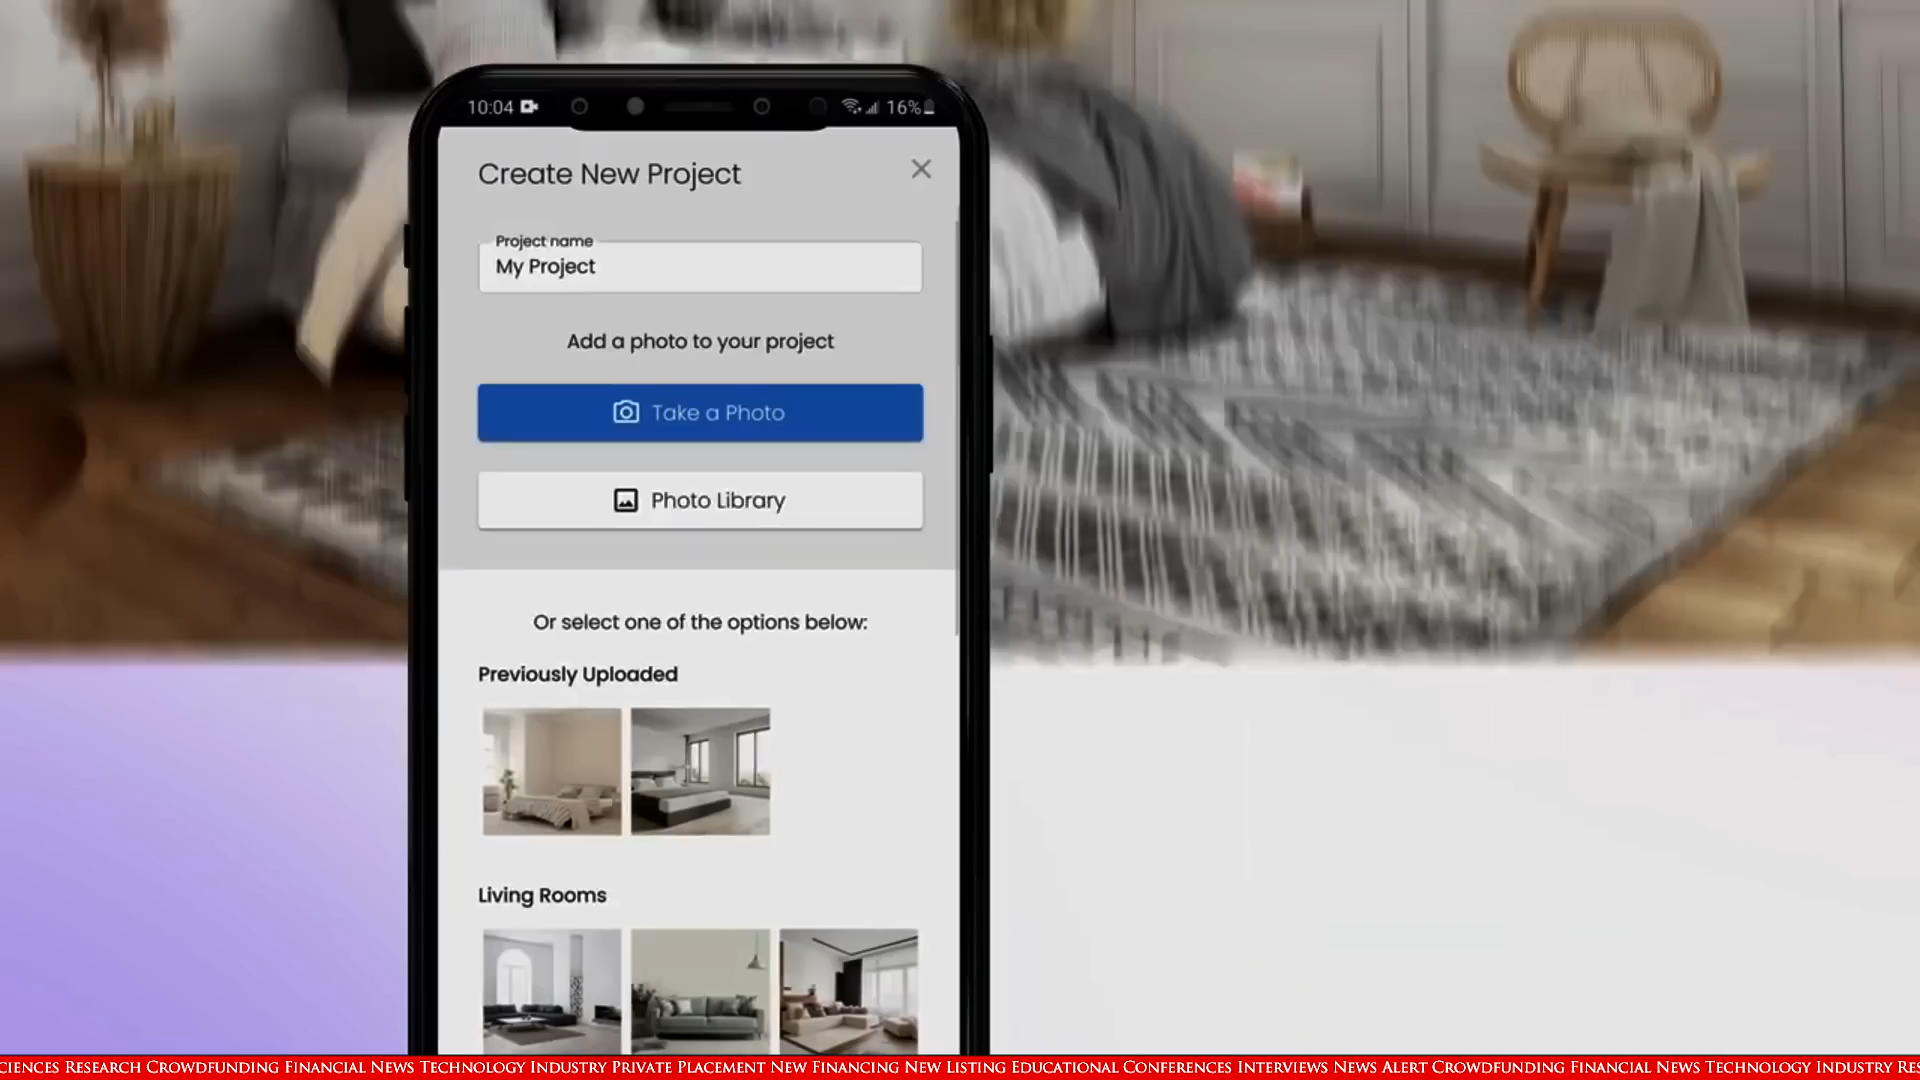 10:04
16%
Create New Project
Project name
My Project
Add a photo to your project
Take a Photo
Photo Library
Or select one of the options below:
Previously Uploaded
Living Rooms
CIENCES RESEARCH CROWDFUNDING FINANCIAL NEWS TECHNOLOGY INDUSTRY PRIVATE PLACEMENT NEW FINANCING NEW LISTING EDUCATIONAL CONFERENCES INTERVIEWS NEWS ALERT CROWDFUNDING FINANCIAL NEWS TECHNOLOGY INDUSTRY RES